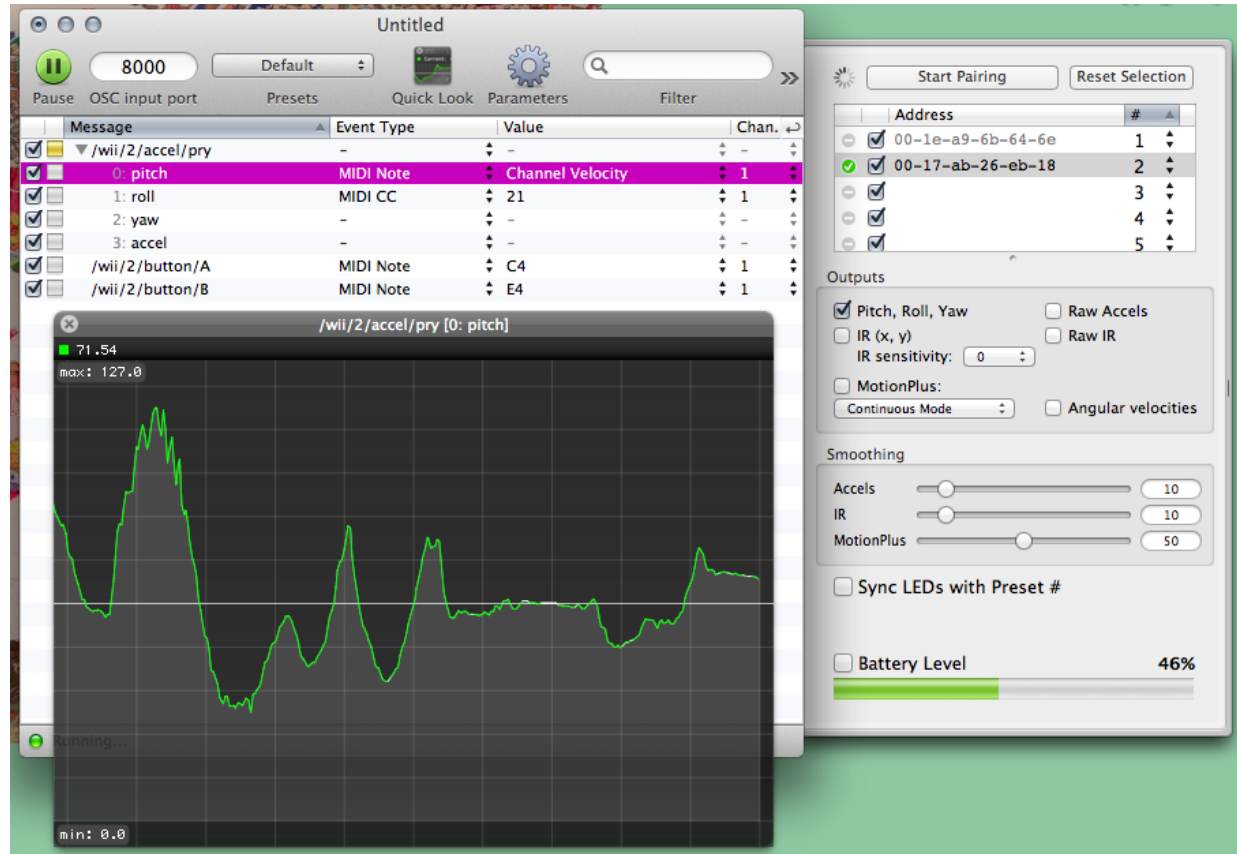 Untitled
8000 Default
Pause OSC input port Presets Quick Look Parameters Filter
Message Event Type Value Chan.
/wii/2/accel/pry – – –
0: pitch MIDI Note Channel Velocity 1
1: roll MIDI CC 21 1
2: yaw – – –
3: accel – – –
/wii/2/button/A MIDI Note C4 1
/wii/2/button/B MIDI Note E4 1
/wii/2/accel/pry [0: pitch]
71.54
max: 127.0
min: 0.0
Running...
Start Pairing Reset Selection
Address #
00-1e-a9-6b-64-6e 1
00-17-ab-26-eb-18 2
3
4
5
Outputs
Pitch, Roll, Yaw Raw Accels
IR (x, y) Raw IR
IR sensitivity: 0
MotionPlus:
Continuous Mode Angular velocities
Smoothing
Accels 10
IR 10
MotionPlus 50
Sync LEDs with Preset #
Battery Level 46%